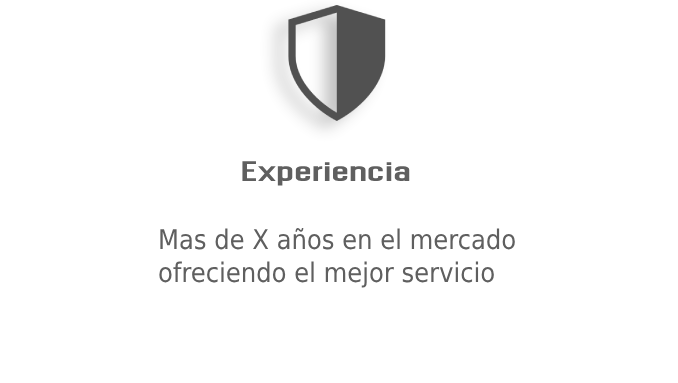 Experiencia
Mas de X años en el mercado
ofreciendo el mejor servicio